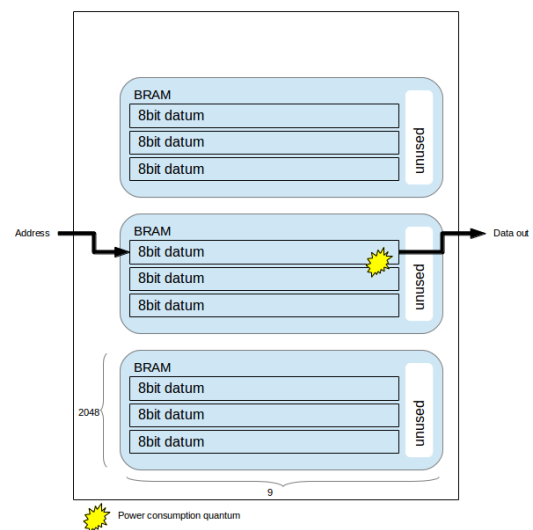 BRAM
8bit datum
8bit datum
8bit datum
unused
Address
BRAM
8bit datum
8bit datum
8bit datum
unused
Data out
BRAM
8bit datum
8bit datum
8bit datum
unused
2048
9
Power consumption quantum